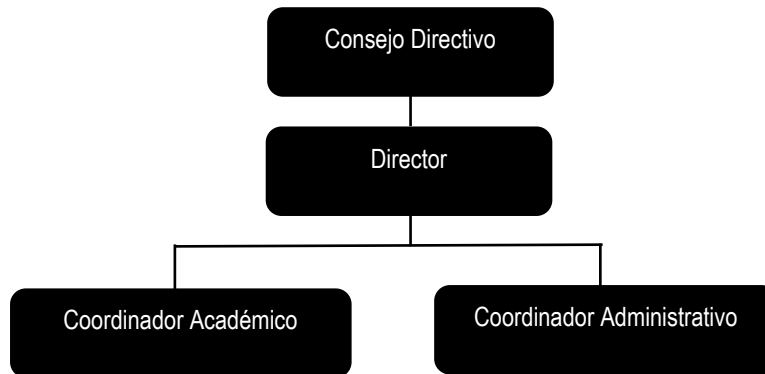 Consejo Directivo
Director
Coordinador Académico
Coordinador Administrativo